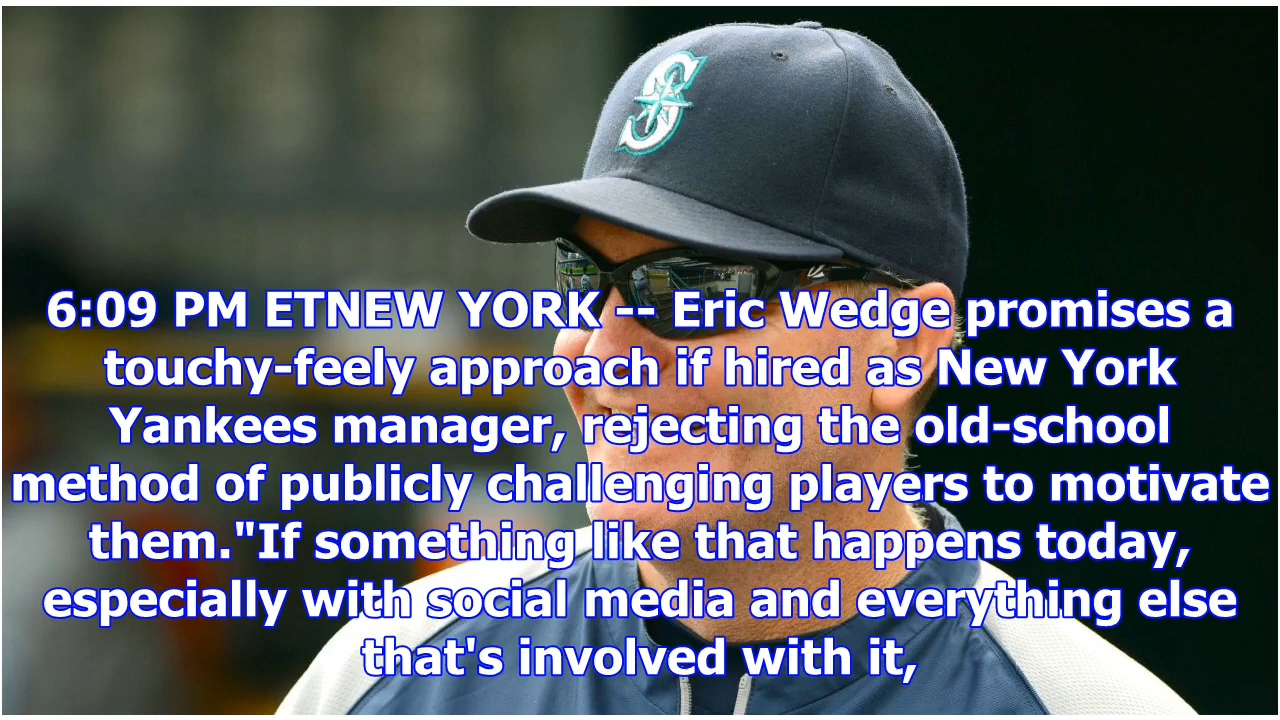 S
6:09 PM ETNEW YORK -- Eric Wedge promises a
touchy-feely approach if hired as New York
Yankees manager, rejecting the old-school
method of publicly challenging players to motivate
them."If something like that happens today,
especially with social media and everything else
that's involved with it,